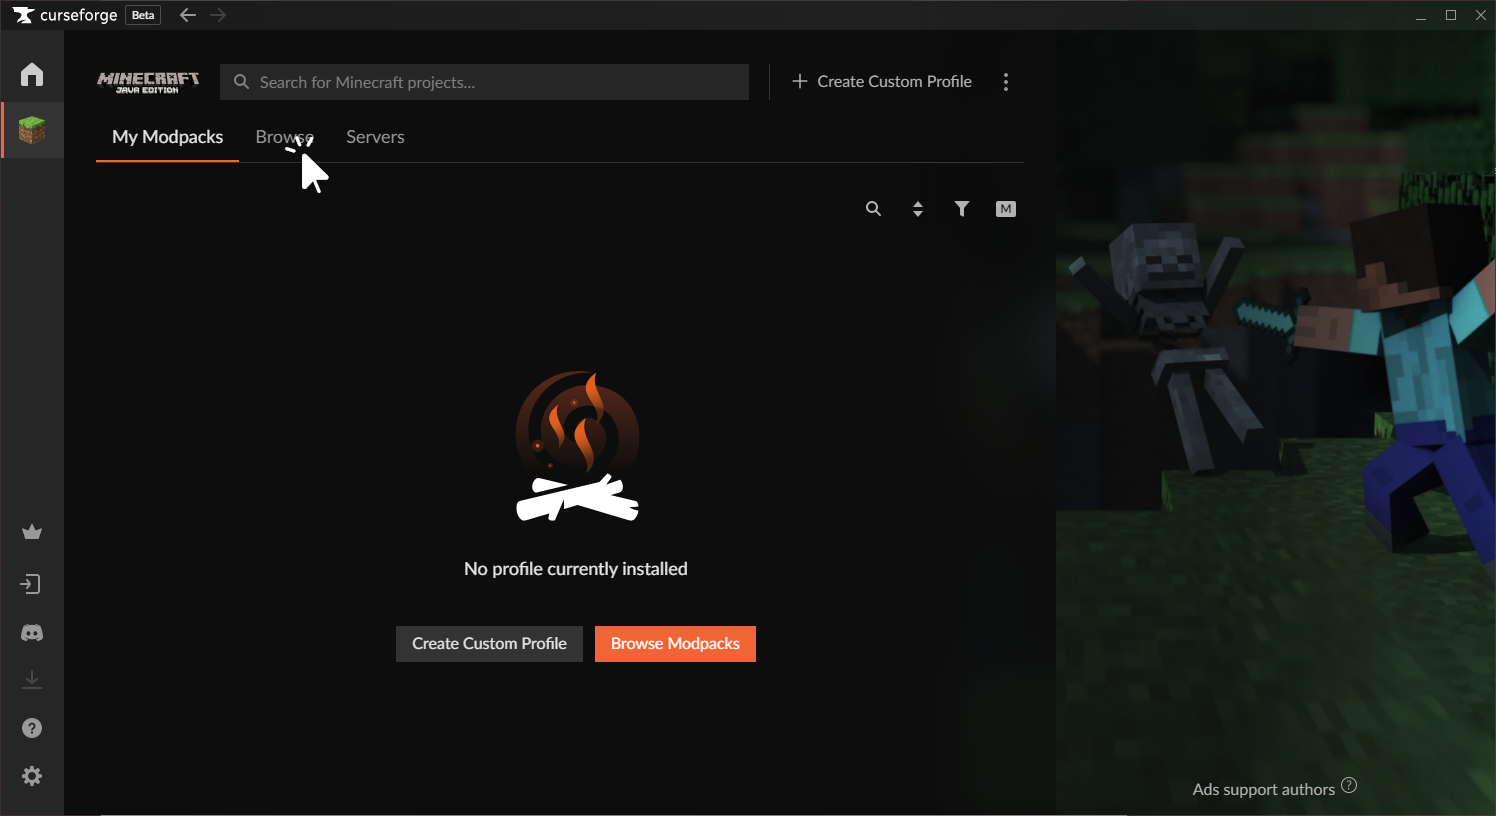 curseforge Beta
MINECRAFT
JAVA EDITION
Search for Minecraft projects...
Create Custom Profile
My Modpacks
Browse
Servers
M
No profile currently installed
Create Custom Profile
Browse Modpacks
?
Ads support authors ?